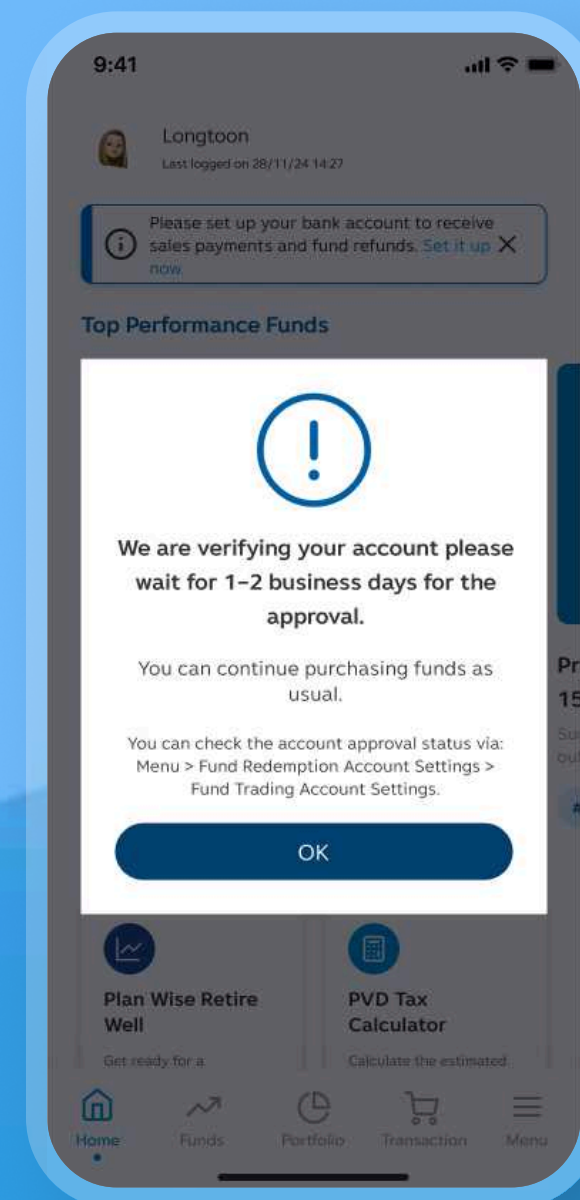 9:41
Longtoon
Last logged on 28/11/24 14:27
Please set up your bank account to receive
sales payments and fund refunds. Set it up
now.
Top Performance Funds
We are verifying your account please
wait for 1–2 business days for the
approval.
You can continue purchasing funds as
usual.
You can check the account approval status via:
Menu > Fund Redemption Account Settings >
Fund Trading Account Settings.
OK
Pr
15
Plan Wise Retire
Well
Get ready for a
PVD Tax
Calculator
Calculate the estimated
Home
Funds
Portfolio
Transaction
Menu